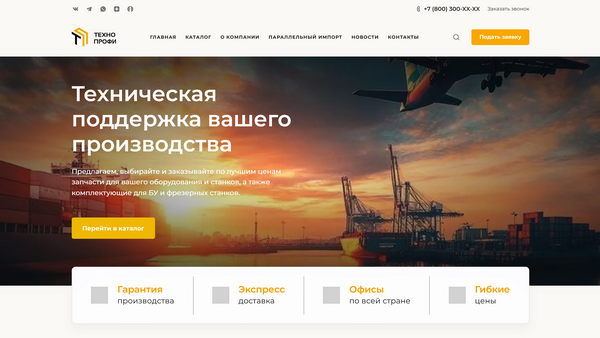 +7 (800) 300-XX-XX Заказать звонок
ТЕХНО
ПРОФИ
ГЛАВНАЯ КАТАЛОГ О КОМПАНИИ ПАРАЛЛЕЛЬНЫЙ ИМПОРТ НОВОСТИ КОНТАКТЫ
Подать заявку
Техническая
поддержка вашего
производства
Предлагаем, выбирайте и заказывайте по лучшим ценам
запчасти для вашего оборудования и станков, а также
комплектующие для БУ и фрезерных станков.
Перейти в каталог
Гарантия
производства
Экспресс
доставка
Офисы
по всей стране
Гибкие
цены